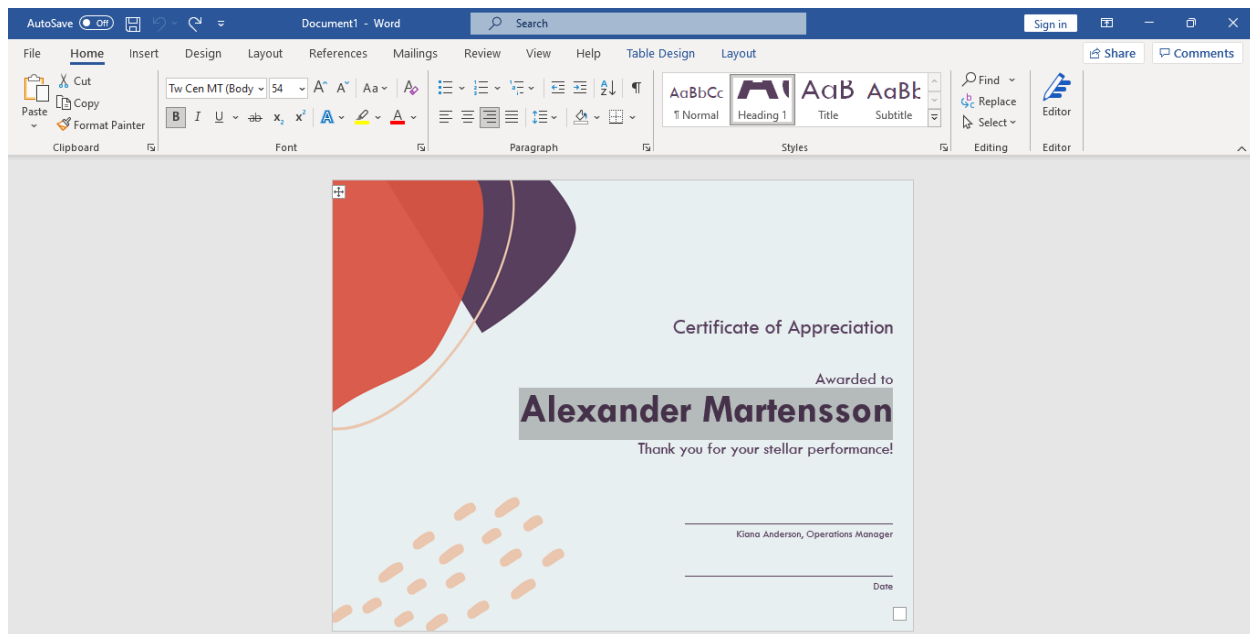 AutoSave Off Document1 - Word Search Sign in
File Home Insert Design Layout References Mailings Review View Help Table Design Layout Share Comments
Paste Cut Copy Format Painter
Tw Cen MT (Body 54 A A Aa A
B I U ab x₂ x² A A
AaBbCc AaB AaBb
¶ Normal Heading 1 Title Subtitle
Find Replace Select
Editor
Clipboard Font Paragraph Styles Editing Editor
Certificate of Appreciation
Awarded to
Alexander Martensson
Thank you for your stellar performance!
Kiana Anderson, Operations Manager
Date